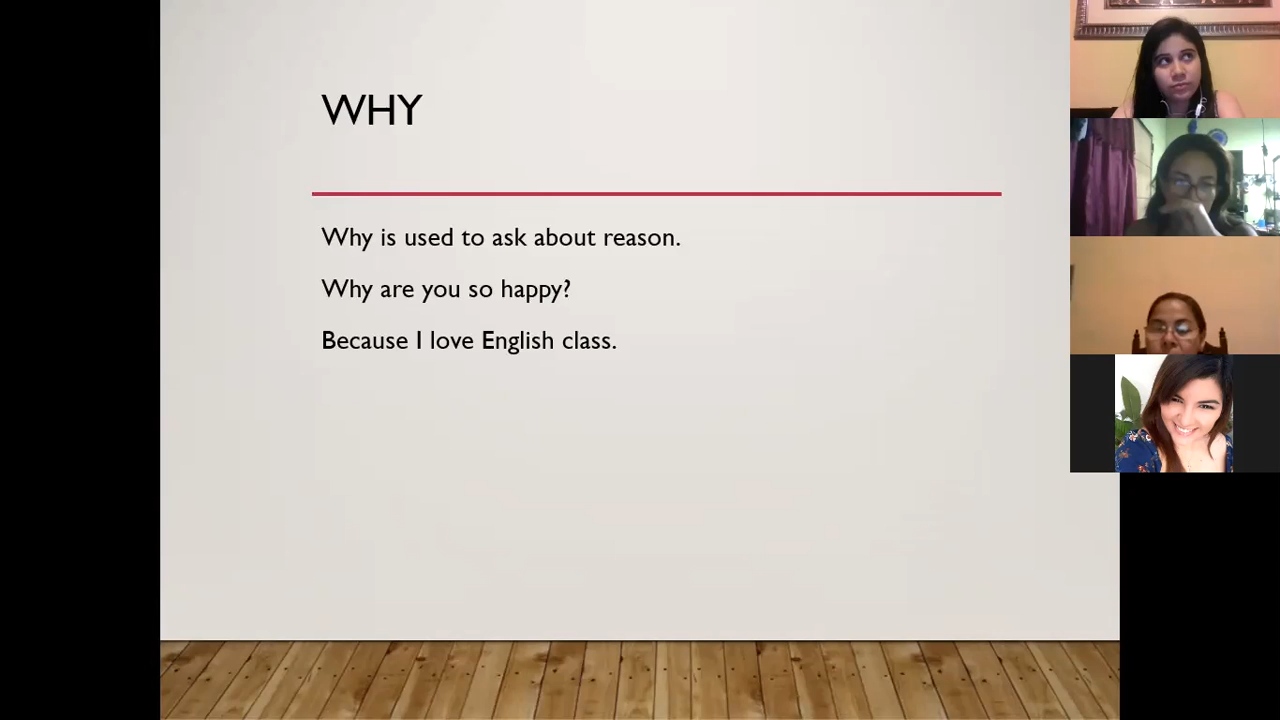 WHY
Why is used to ask about reason.
Why are you so happy?
Because I love English class.